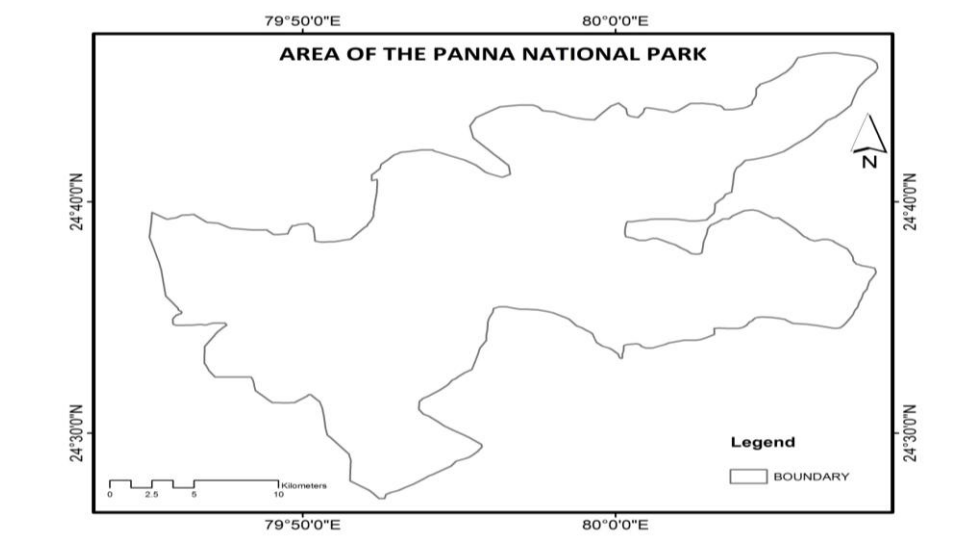 79°50'0"E 80°0'0"E
AREA OF THE PANNA NATIONAL PARK
N
24°40'0"N 24°40'0"N
24°30'0"N 24°30'0"N
Legend
BOUNDARY
Kilometers
0 2.5 5 10
79°50'0"E 80°0'0"E